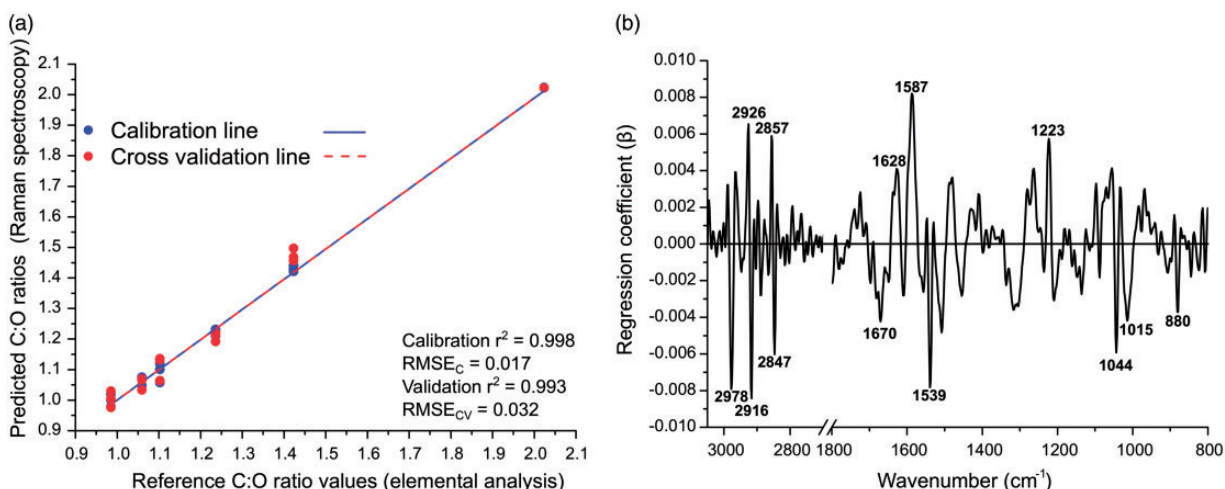 (a)
Predicted C:O ratios (Raman spectroscopy)
2.1
2.0
1.9
1.8
1.7
1.6
1.5
1.4
1.3
1.2
1.1
1.0
0.9
Calibration line
Cross validation line
Calibration r² = 0.998
RMSE_C = 0.017
Validation r² = 0.993
RMSE_CV = 0.032
1.0 1.1 1.2 1.3 1.4 1.5 1.6 1.7 1.8 1.9 2.0 2.1
Reference C:O ratio values (elemental analysis)
(b)
Regression coefficient (β)
0.010
0.008
0.006
0.004
0.002
0.000
-0.002
-0.004
-0.006
-0.008
-0.010
2926
2857
1628
1587
1223
2978
2916
2847
1670
1539
1044
1015
880
3000 2800 1800 1600 1400 1200 1000 800
Wavenumber (cm⁻¹)